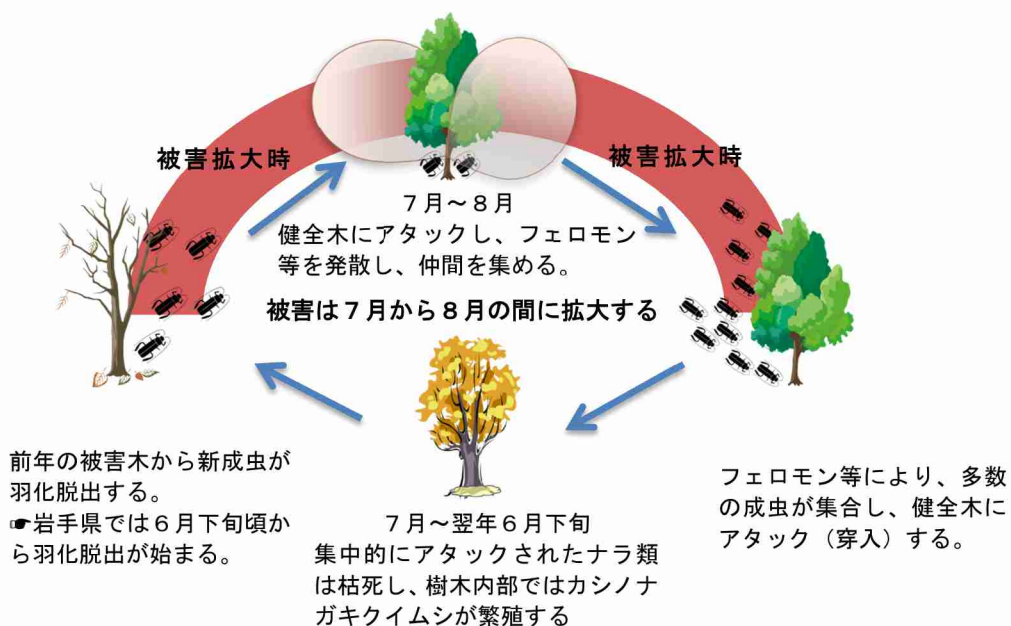 被害拡大時
被害拡大時
７月～８月
健全木にアタックし、フェロモン
等を発散し、仲間を集める。
被害は７月から８月の間に拡大する
前年の被害木から新成虫が
羽化脱出する。
☛岩手県では６月下旬頃か
ら羽化脱出が始まる。
７月～翌年６月下旬
集中的にアタックされたナラ類
は枯死し、樹木内部ではカシノナ
ガキクイムシが繁殖する
フェロモン等により、多数
の成虫が集合し、健全木に
アタック（穿入）する。